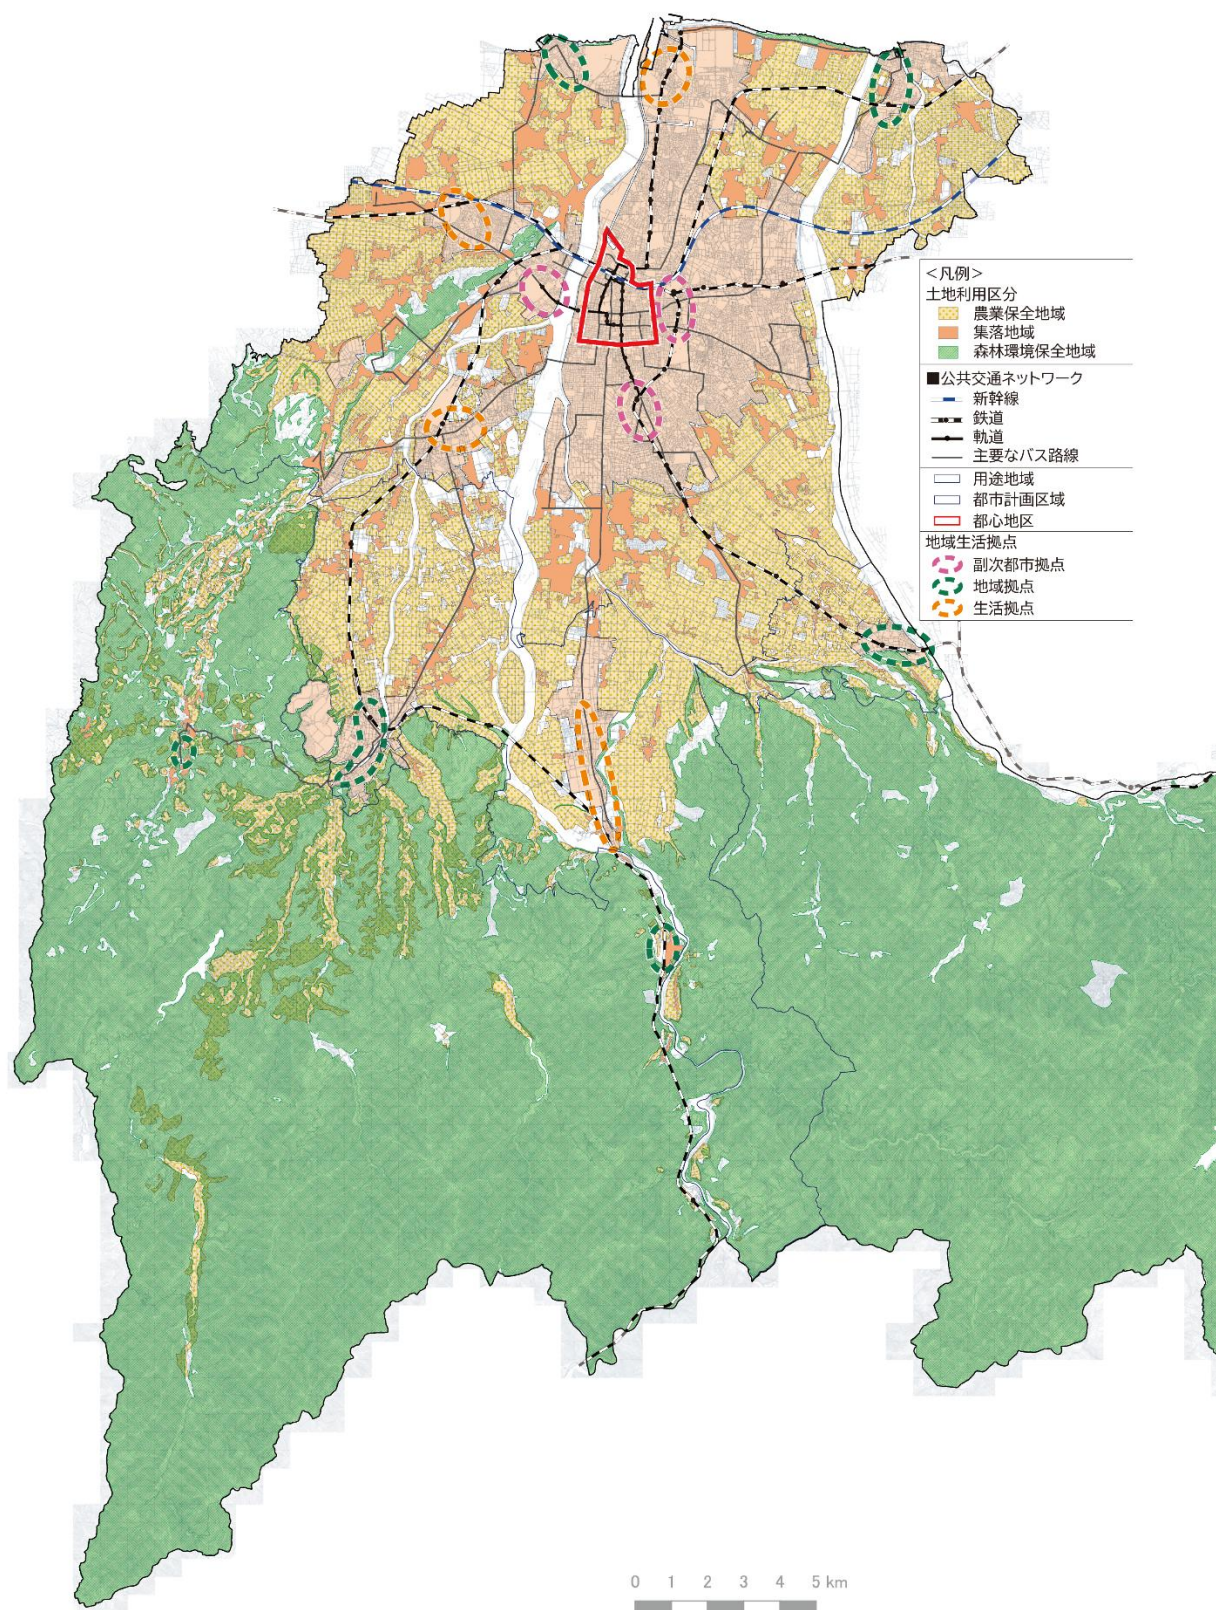 <凡例>
土地利用区分
農業保全地域
集落地域
森林環境保全地域
■公共交通ネットワーク
新幹線
鉄道
軌道
主要なバス路線
用途地域
都市計画区域
都心地区
地域生活拠点
副次都市拠点
地域拠点
生活拠点
0 1 2 3 4 5 km